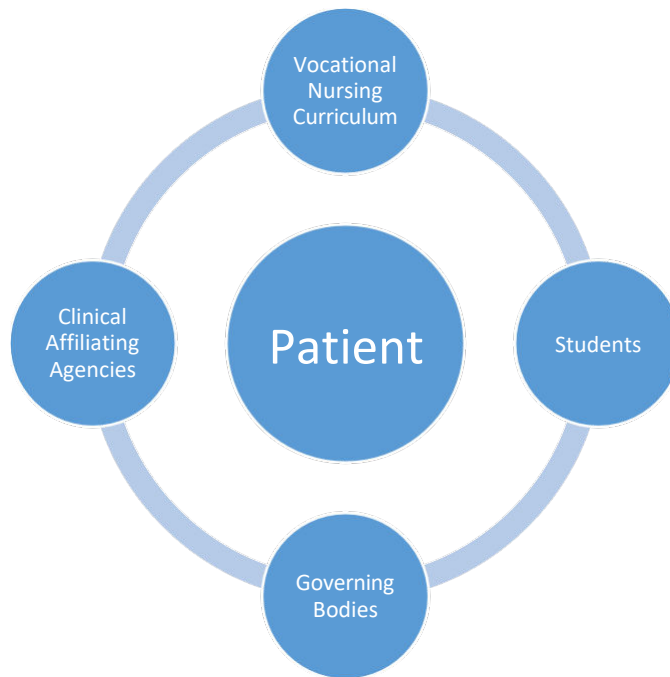 Vocational
Nursing
Curriculum
Clinical
Affiliating
Agencies
Patient
Students
Governing
Bodies